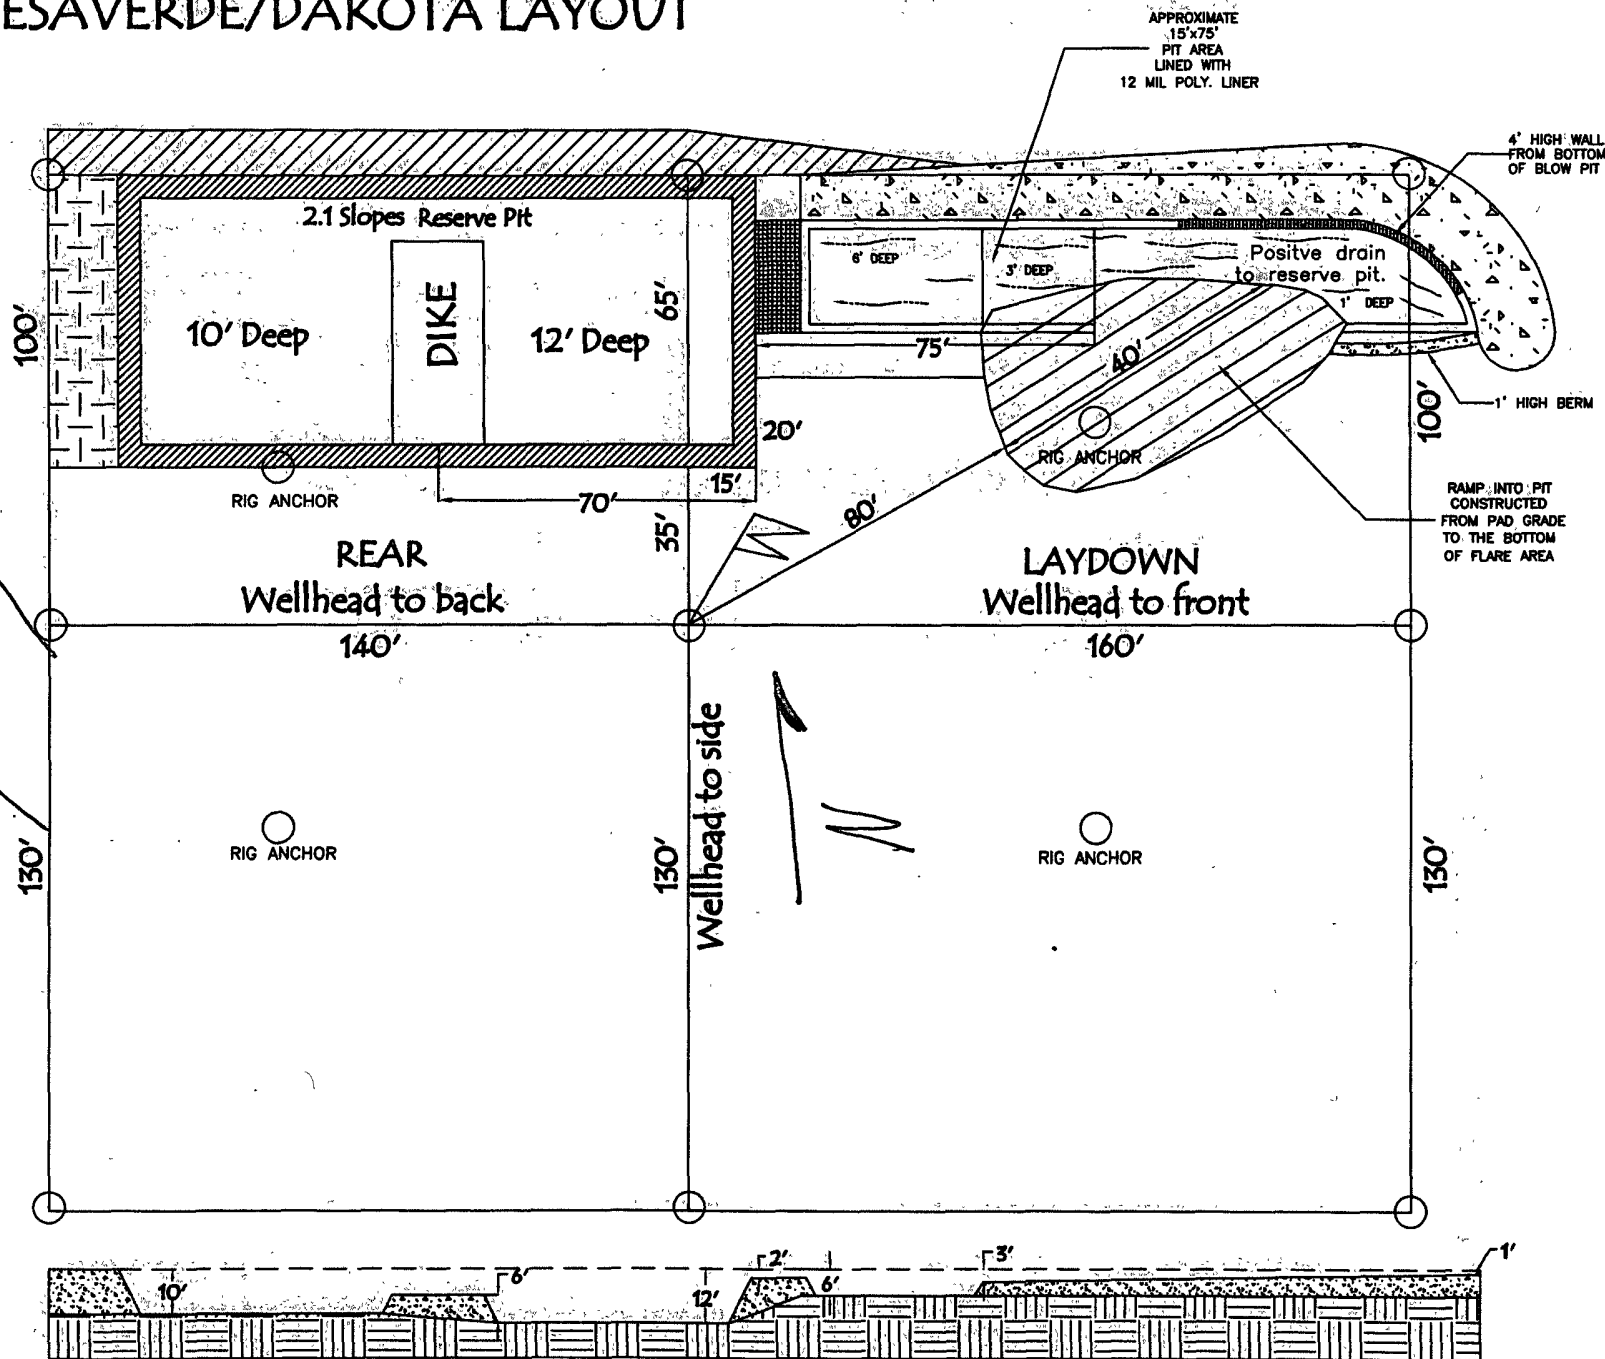 ESAVERDE/DAKOTA LAYOUT
APPROXIMATE
15'x75'
PIT AREA
LINED WITH
12 MIL POLY. LINER
4' HIGH WALL
FROM BOTTOM
OF BLOW PIT
2.1 Slopes Reserve Pit
6' DEEP
3' DEEP
Positve drain
to reserve pit.
1' DEEP
100'
10' Deep
DIKE
12' Deep
65'
75'
40'
1' HIGH BERM
100'
20'
RIG ANCHOR
RIG ANCHOR
15'
70'
80'
35'
RAMP INTO PIT
CONSTRUCTED
FROM PAD GRADE
TO THE BOTTOM
OF FLARE AREA
REAR
Wellhead to back
140'
LAYDOWN
Wellhead to front
160'
Wellhead to side
N
RIG ANCHOR
RIG ANCHOR
130'
130'
130'
10'
6'
12'
2'
6'
3'
1'